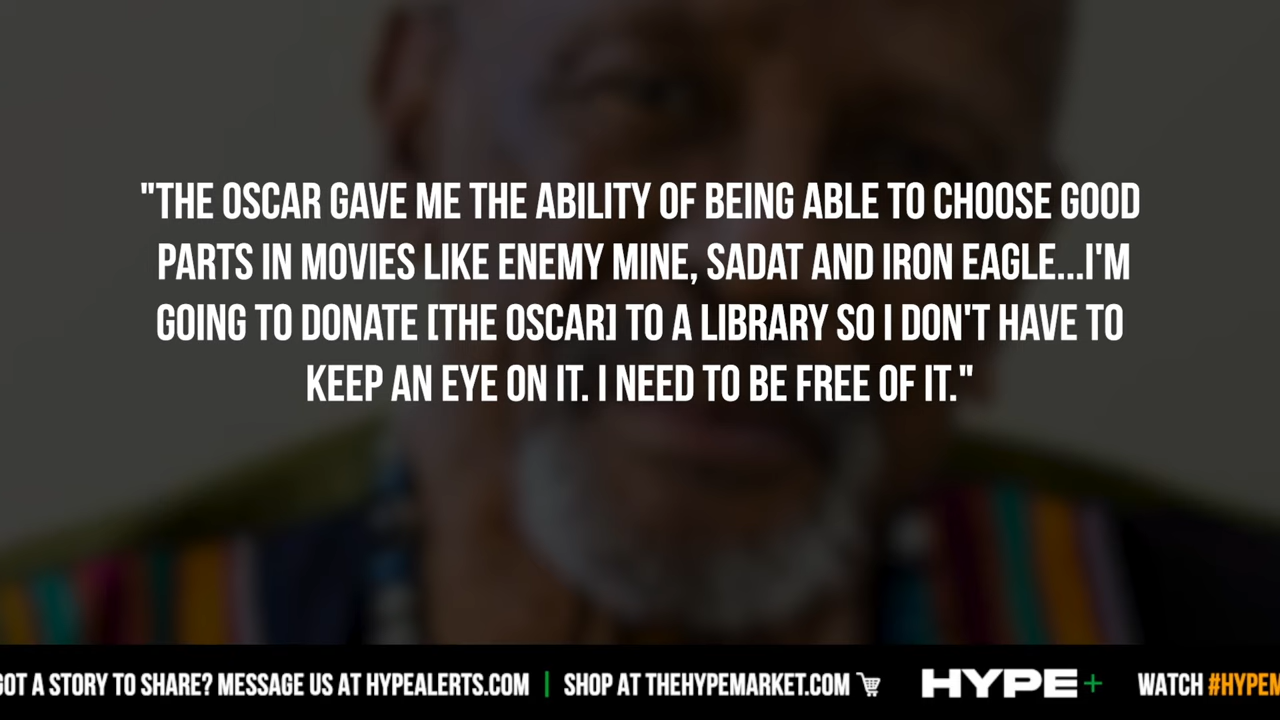 "THE OSCAR GAVE ME THE ABILITY OF BEING ABLE TO CHOOSE GOOD
PARTS IN MOVIES LIKE ENEMY MINE, SADAT AND IRON EAGLE...I'M
GOING TO DONATE [THE OSCAR] TO A LIBRARY SO I DON'T HAVE TO
KEEP AN EYE ON IT. I NEED TO BE FREE OF IT."
GOT A STORY TO SHARE? MESSAGE US AT HYPEALERTS.COM | SHOP AT THEHYPEMARKET.COM HYPE+ WATCH #HYPEM